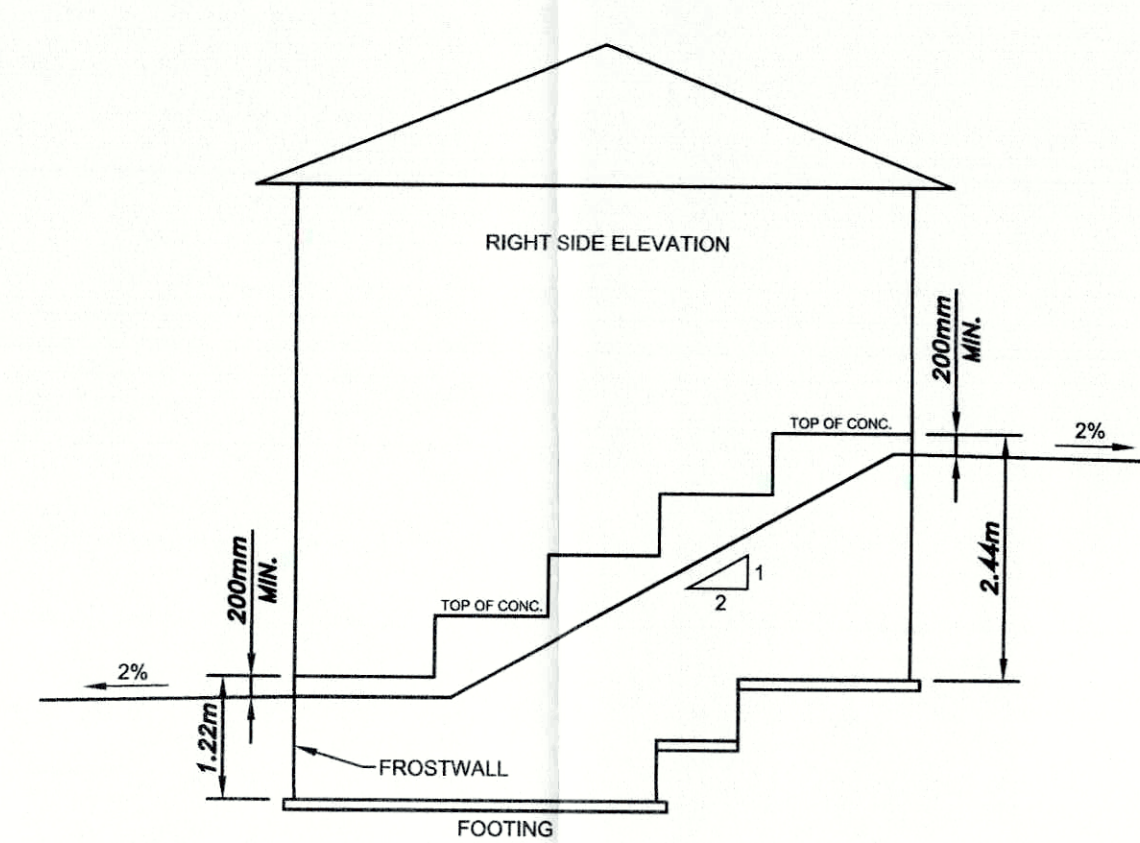 RIGHT SIDE ELEVATION
200mm
MIN.
TOP OF CONC.
2%
2.44m
1
2
200mm
MIN.
TOP OF CONC.
2%
1.22m
FROSTWALL
FOOTING